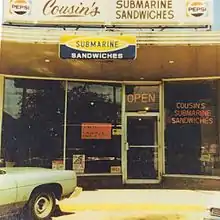 PEPSI
Cousin's
SUBMARINE
SANDWICHES
PEPSI
SUBMARINE
SANDWICHES
OPEN
COUSIN'S
SUBMARINE
SANDWICHES